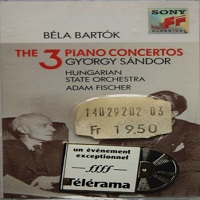 BÉLA BARTÓK
SONY
CLASSICAL
THE 3 PIANO CONCERTOS
GYÖRGY SÁNDOR
HUNGARIAN
STATE ORCHESTRA
ADAM FISCHER
14029202 03
Fr 19.50
un évènement
exceptionnel
ffff
Télérama